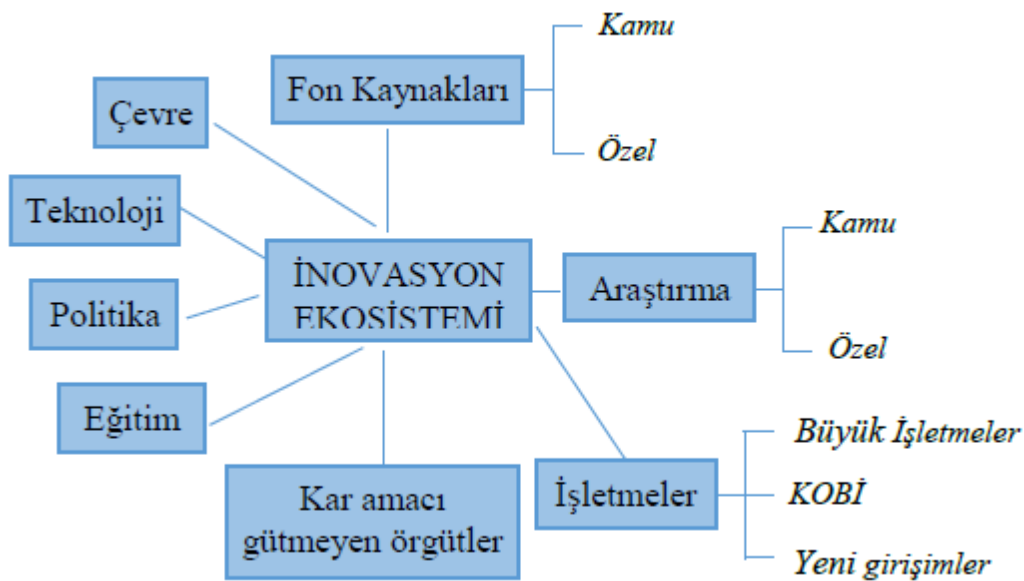 Kamu
Fon Kaynakları
Çevre
Özel
Teknoloji
Kamu
İNOVASYON
EKOSİSTEMİ
Araştırma
Politika
Özel
Eğitim
Büyük İşletmeler
Kar amacı
gütmeyen örgütler
İşletmeler
KOBİ
Yeni girişimler